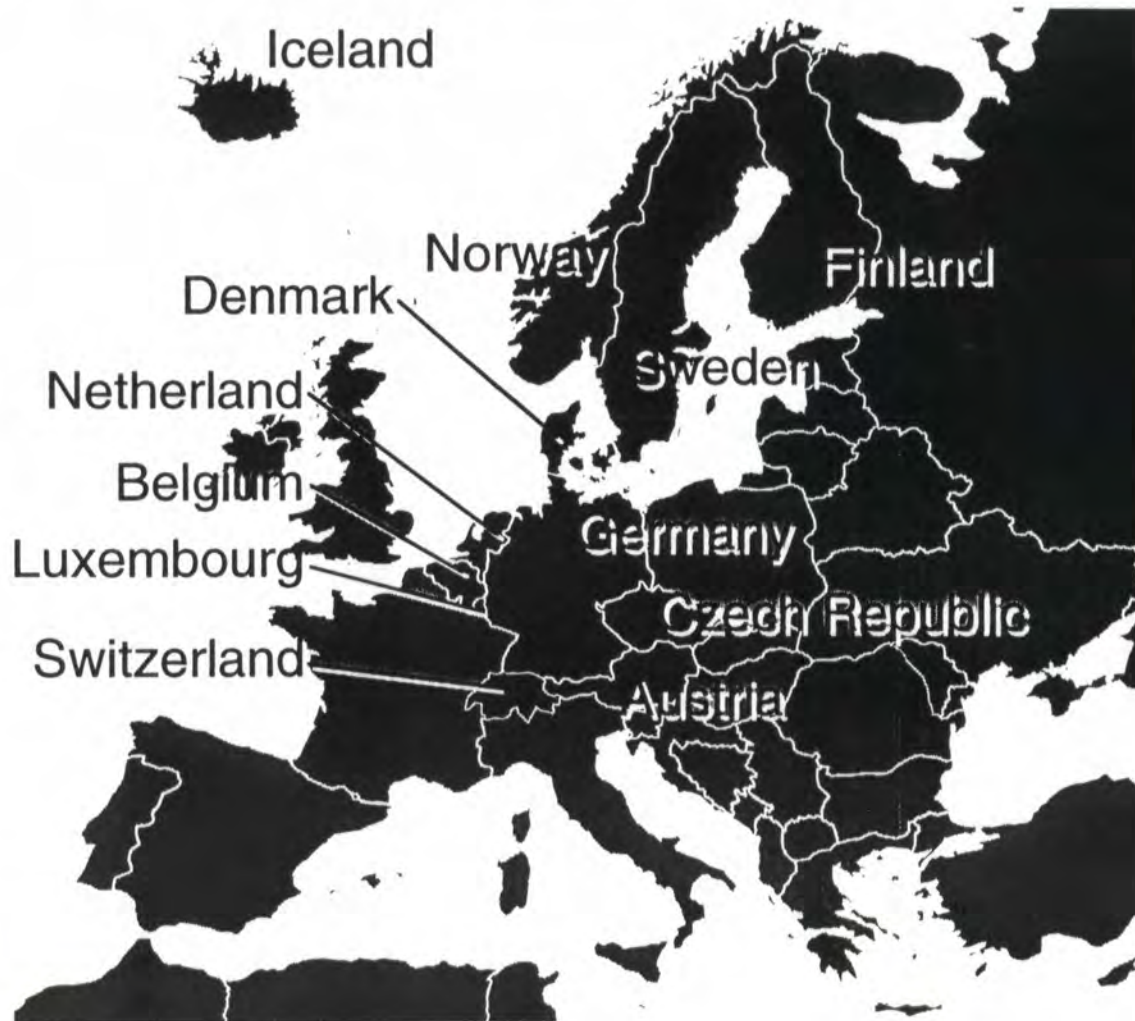 Iceland
Norway
Finland
Denmark
Sweden
Netherland
Belgium
Germany
Luxembourg
Czech Republic
Switzerland
Austria